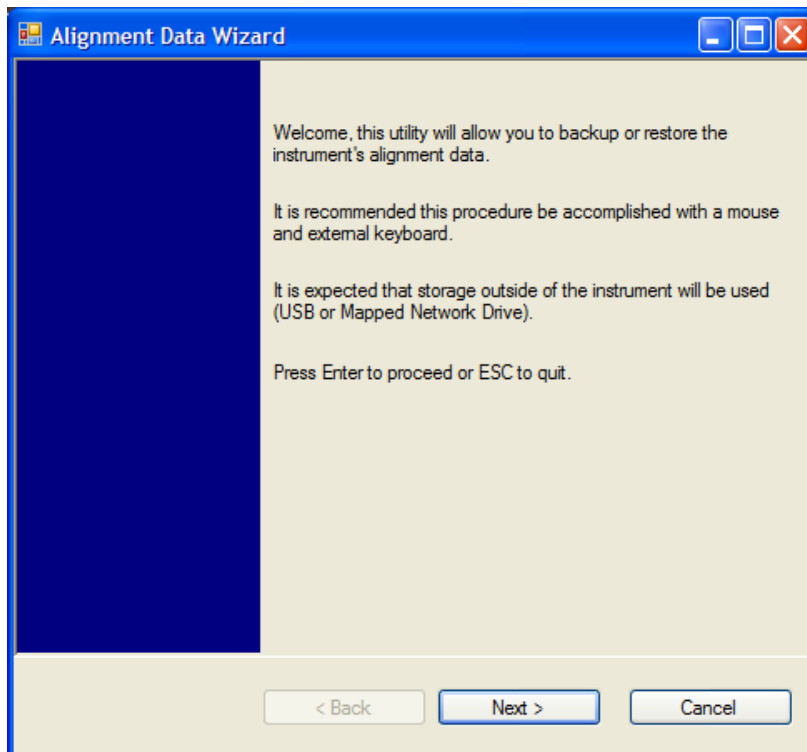 Alignment Data Wizard
Welcome, this utility will allow you to backup or restore the
instrument's alignment data.
It is recommended this procedure be accomplished with a mouse
and external keyboard.
It is expected that storage outside of the instrument will be used
(USB or Mapped Network Drive).
Press Enter to proceed or ESC to quit.
< Back
Next >
Cancel